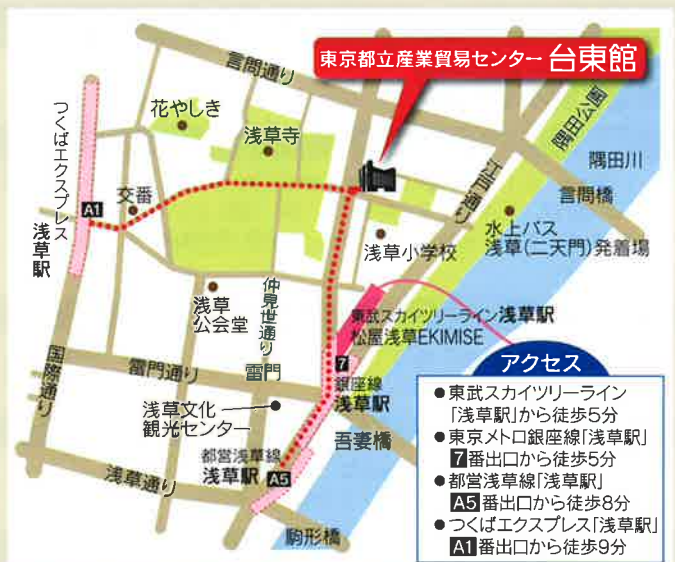 東京都立産業貿易センター 台東館
言問通り
花やしき
浅草寺
つくばエクスプレス
浅草駅
A1
交番
江戸通り
隅田公園
隅田川
言問橋
水上バス
浅草(二天門)発着場
浅草小学校
浅草
公会堂
仲見世通り
東武スカイツリーライン浅草駅
松屋浅草EKIMISE
国際通り
雷門通り
雷門
7
銀座線
浅草駅
浅草文化
観光センター
吾妻橋
都営浅草線
浅草駅
A5
浅草通り
駒形橋
アクセス
●東武スカイツリーライン
「浅草駅」から徒歩5分
●東京メトロ銀座線「浅草駅」
7番出口から徒歩5分
●都営浅草線「浅草駅」
A5番出口から徒歩8分
●つくばエクスプレス「浅草駅」
A1番出口から徒歩9分